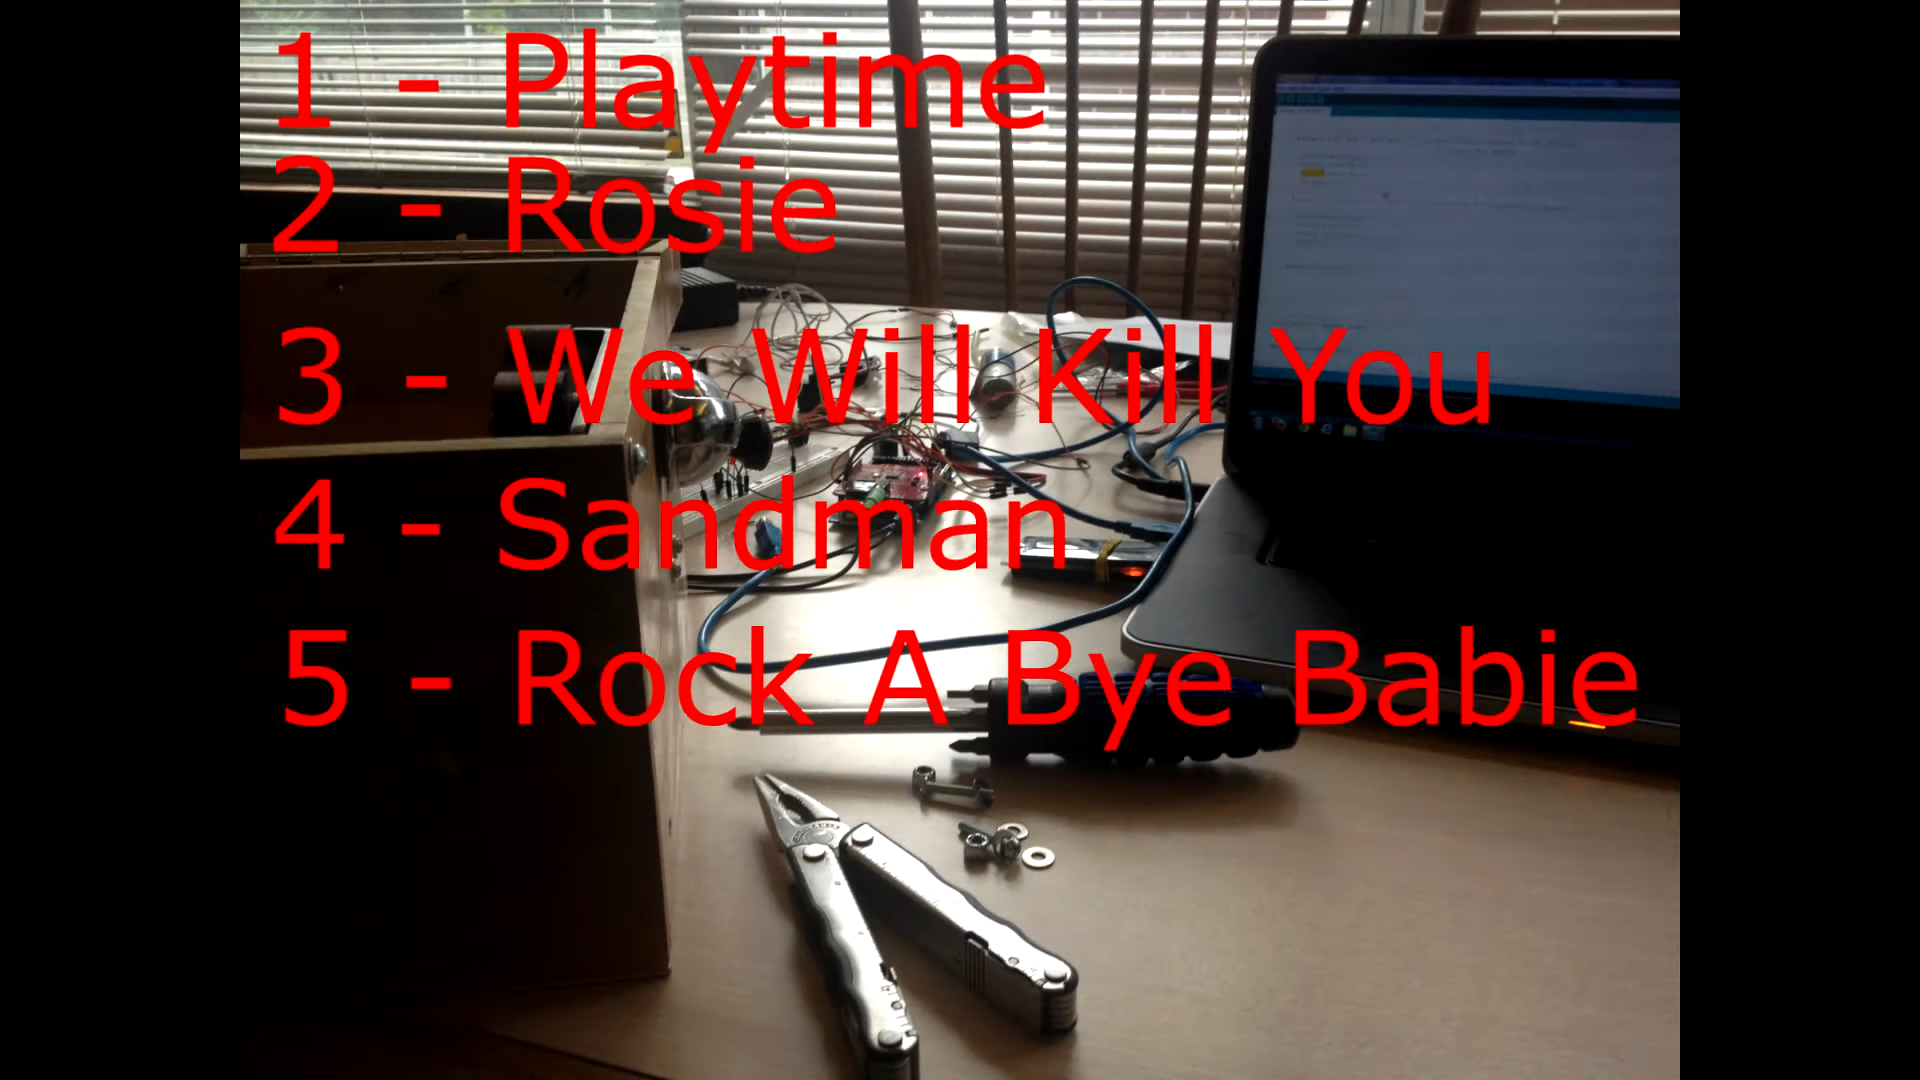 1 - Playtime
2 - Rosie
3 - We Will Kill You
4 - Sandman
5 - Rock A Bye Babie